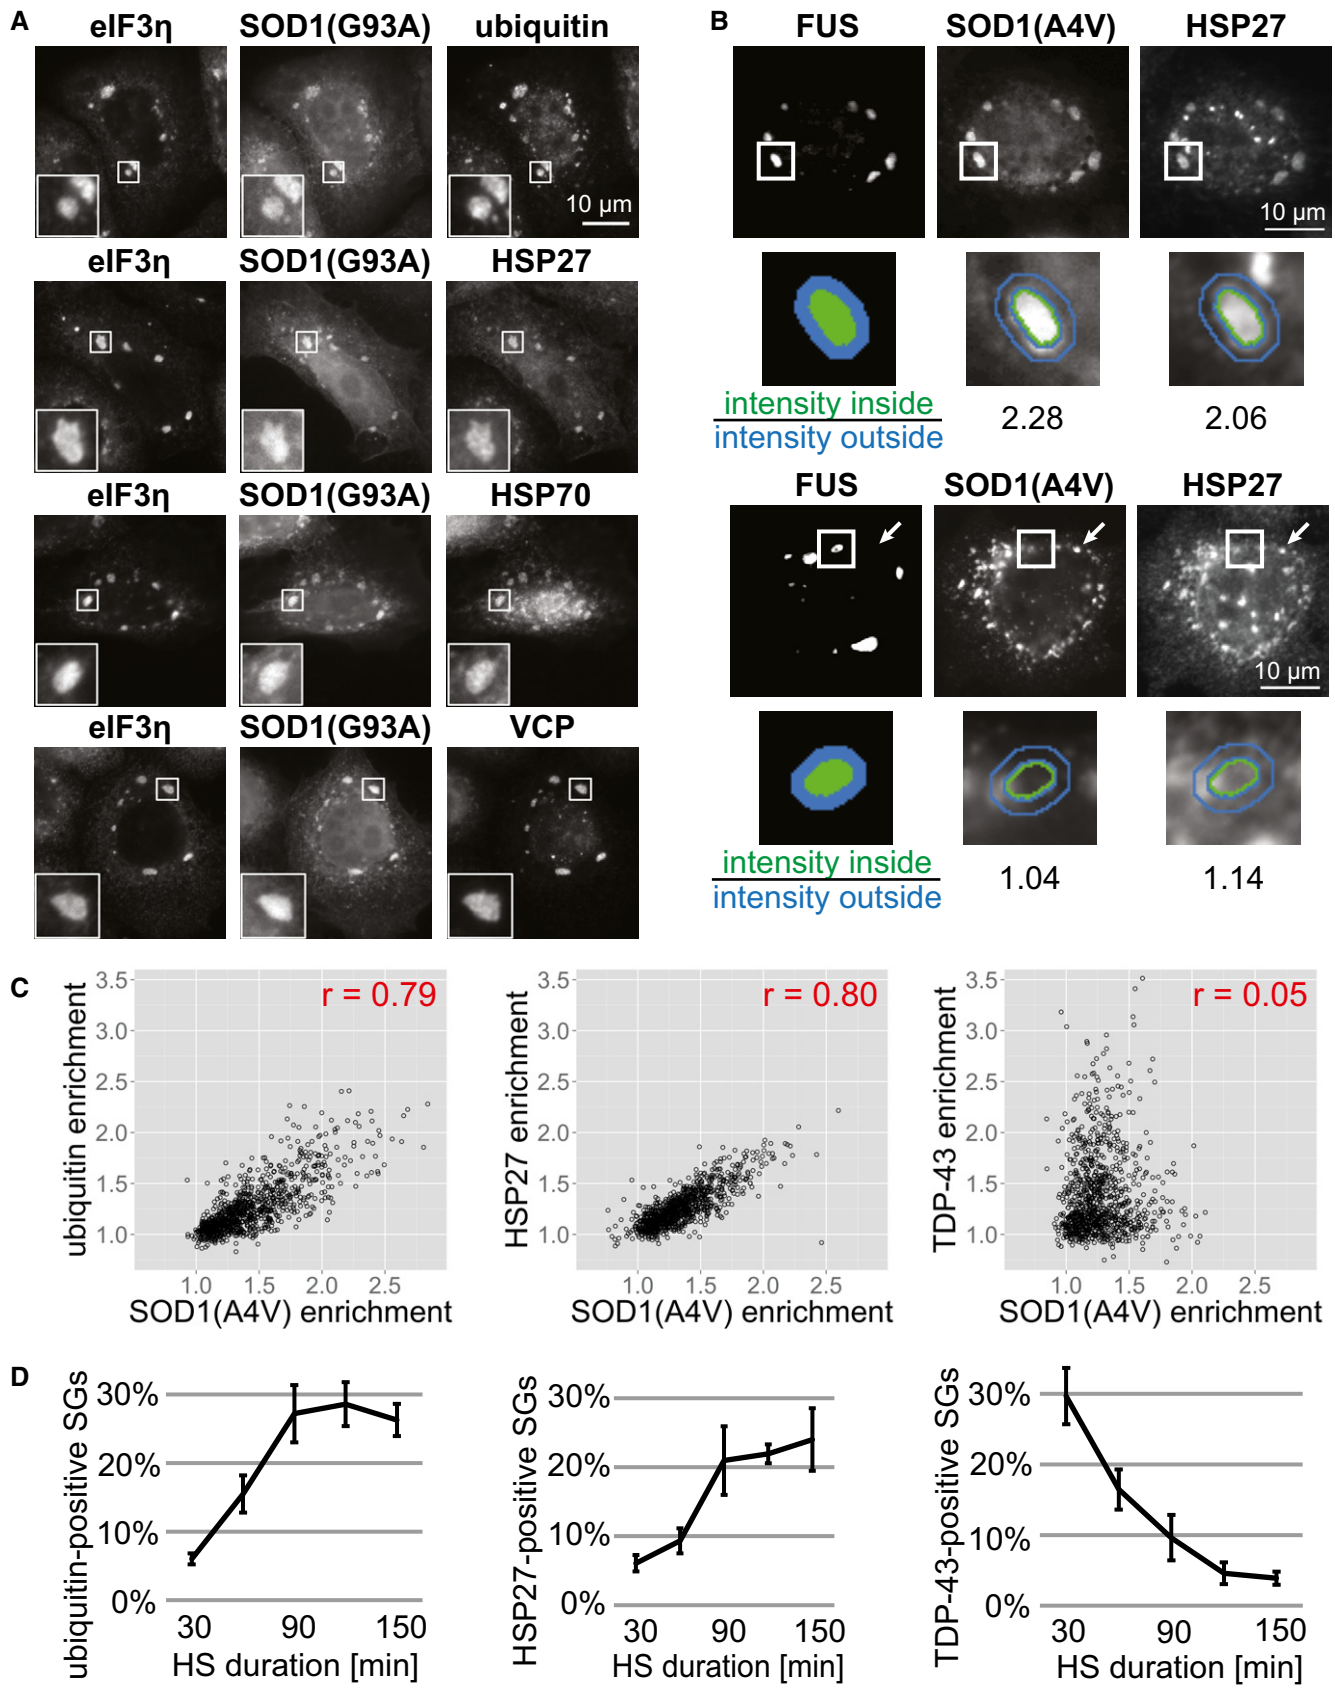 A
eIF3η SOD1(G93A) ubiquitin
10 µm
eIF3η SOD1(G93A) HSP27
eIF3η SOD1(G93A) HSP70
eIF3η SOD1(G93A) VCP
B
FUS SOD1(A4V) HSP27
10 µm
intensity inside
intensity outside
2.28 2.06
FUS SOD1(A4V) HSP27
10 µm
intensity inside
intensity outside
1.04 1.14
C
ubiquitin enrichment
3.5
3.0
2.5
2.0
1.5
1.0
r = 0.79
1.0 1.5 2.0 2.5
SOD1(A4V) enrichment
HSP27 enrichment
3.5
3.0
2.5
2.0
1.5
1.0
r = 0.80
1.0 1.5 2.0 2.5
SOD1(A4V) enrichment
TDP-43 enrichment
3.5
3.0
2.5
2.0
1.5
1.0
r = 0.05
1.0 1.5 2.0 2.5
SOD1(A4V) enrichment
D
ubiquitin-positive SGs
30%
20%
10%
0%
30 90 150
HS duration [min]
HSP27-positive SGs
30%
20%
10%
0%
30 90 150
HS duration [min]
TDP-43-positive SGs
30%
20%
10%
0%
30 90 150
HS duration [min]